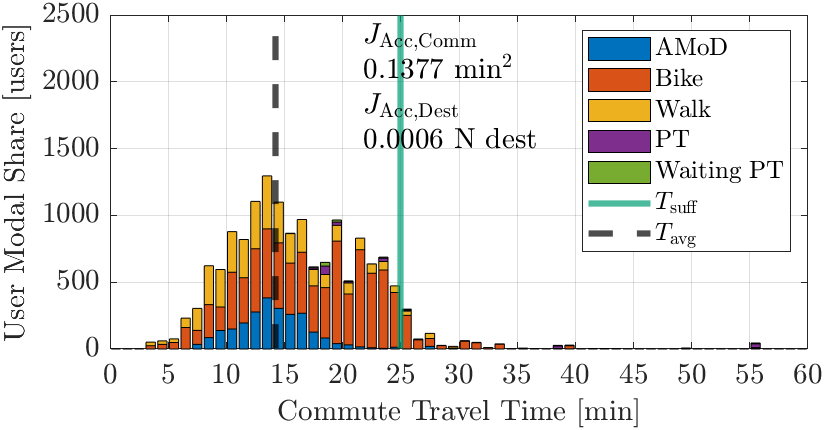 User Modal Share [users]
2500
2000
1500
1000
500
0
J_Acc,Comm
0.1377 min²
J_Acc,Dest
0.0006 N dest
AMoD
Bike
Walk
PT
Waiting PT
T_suff
T_avg
0 5 10 15 20 25 30 35 40 45 50 55 60
Commute Travel Time [min]